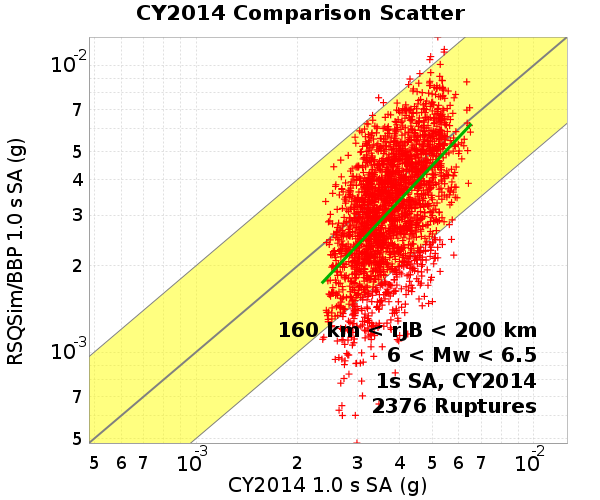 CY2014 Comparison Scatter
RSQSim/BBP 1.0 s SA (g)
10-2
7
5
4
3
2
10-3
7
5
160 km < rJB < 200 km
6 < Mw < 6.5
1s SA, CY2014
2376 Ruptures
5 6 7 10-3 2 3 4 5 6 7 10-2
CY2014 1.0 s SA (g)